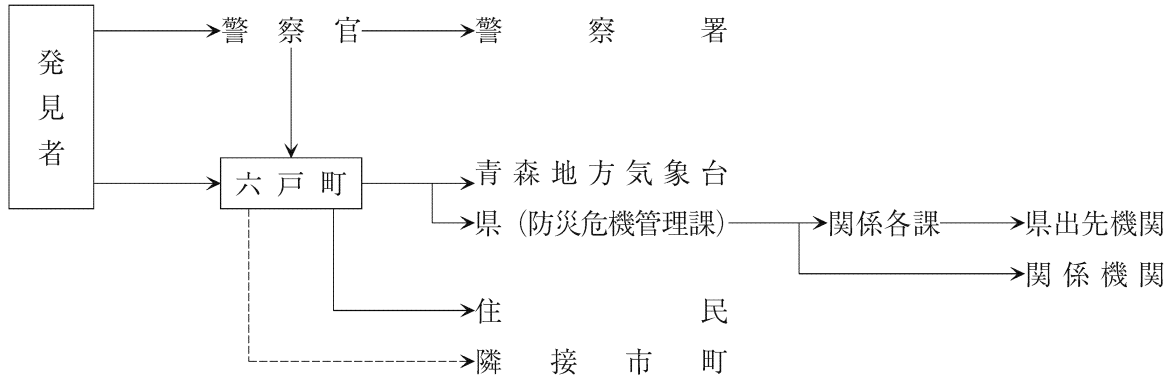 発見者
警察官
警察署
六戸町
青森地方気象台
県（防災危機管理課）
関係各課
県出先機関
関係機関
住民
隣接市町